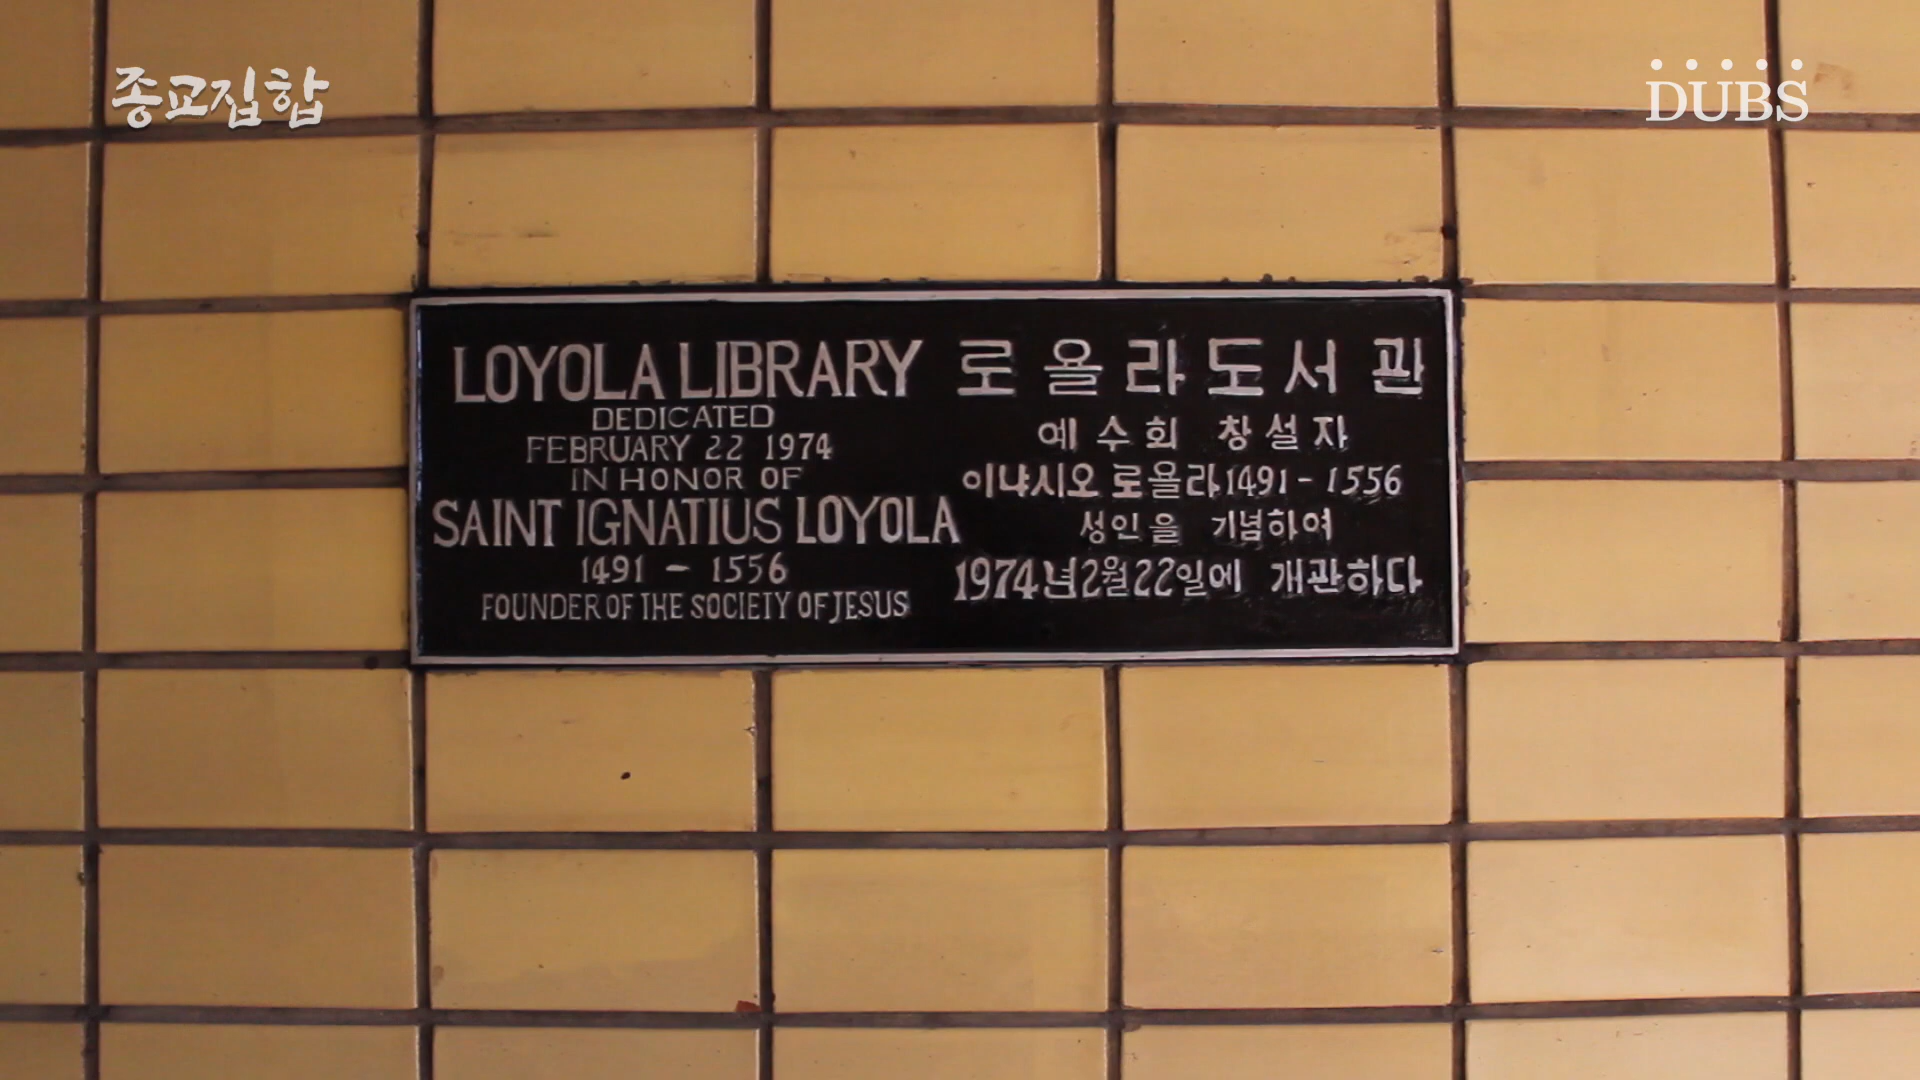 종교집합
DUBS
LOYOLA LIBRARY
DEDICATED
FEBRUARY 22 1974
IN HONOR OF
SAINT IGNATIUS LOYOLA
1491 - 1556
FOUNDER OF THE SOCIETY OF JESUS
로욜라도서관
예수회 창설자
이냐시오 로욜라 1491 - 1556
성인을 기념하여
1974년2월22일에 개관하다